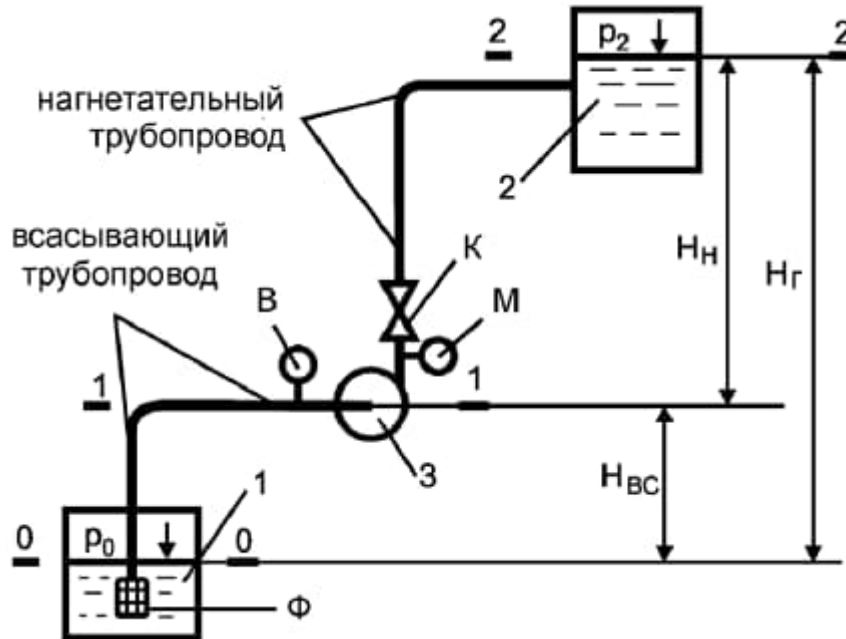 2
p2
2
нагнетательный
трубопровод
2
всасывающий
трубопровод
К
Hн
HГ
В
М
1
1
3
1
HВС
0
p0
0
Ф